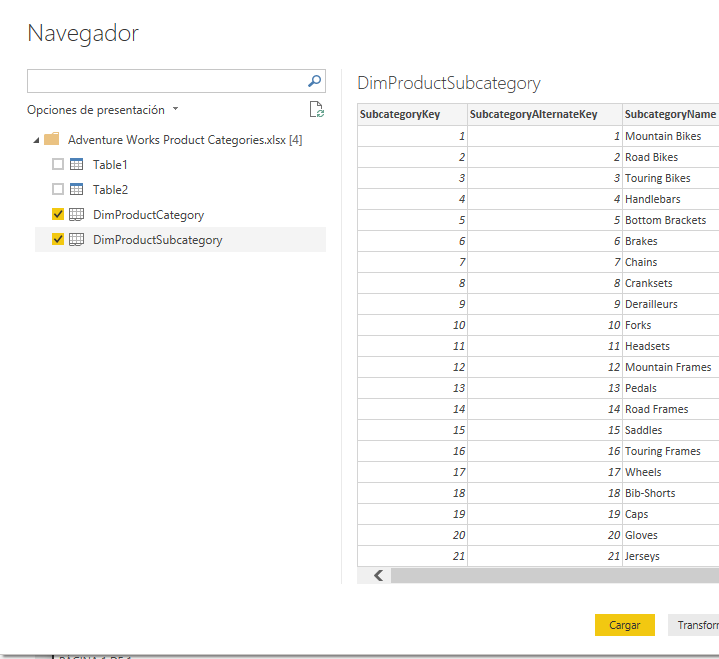 Navegador
Opciones de presentación
Adventure Works Product Categories.xlsx [4]
Table1
Table2
DimProductCategory
DimProductSubcategory
DimProductSubcategory
SubcategoryKey SubcategoryAlternateKey SubcategoryName
1 1 Mountain Bikes
2 2 Road Bikes
3 3 Touring Bikes
4 4 Handlebars
5 5 Bottom Brackets
6 6 Brakes
7 7 Chains
8 8 Cranksets
9 9 Derailleurs
10 10 Forks
11 11 Headsets
12 12 Mountain Frames
13 13 Pedals
14 14 Road Frames
15 15 Saddles
16 16 Touring Frames
17 17 Wheels
18 18 Bib-Shorts
19 19 Caps
20 20 Gloves
21 21 Jerseys
Cargar Transforr